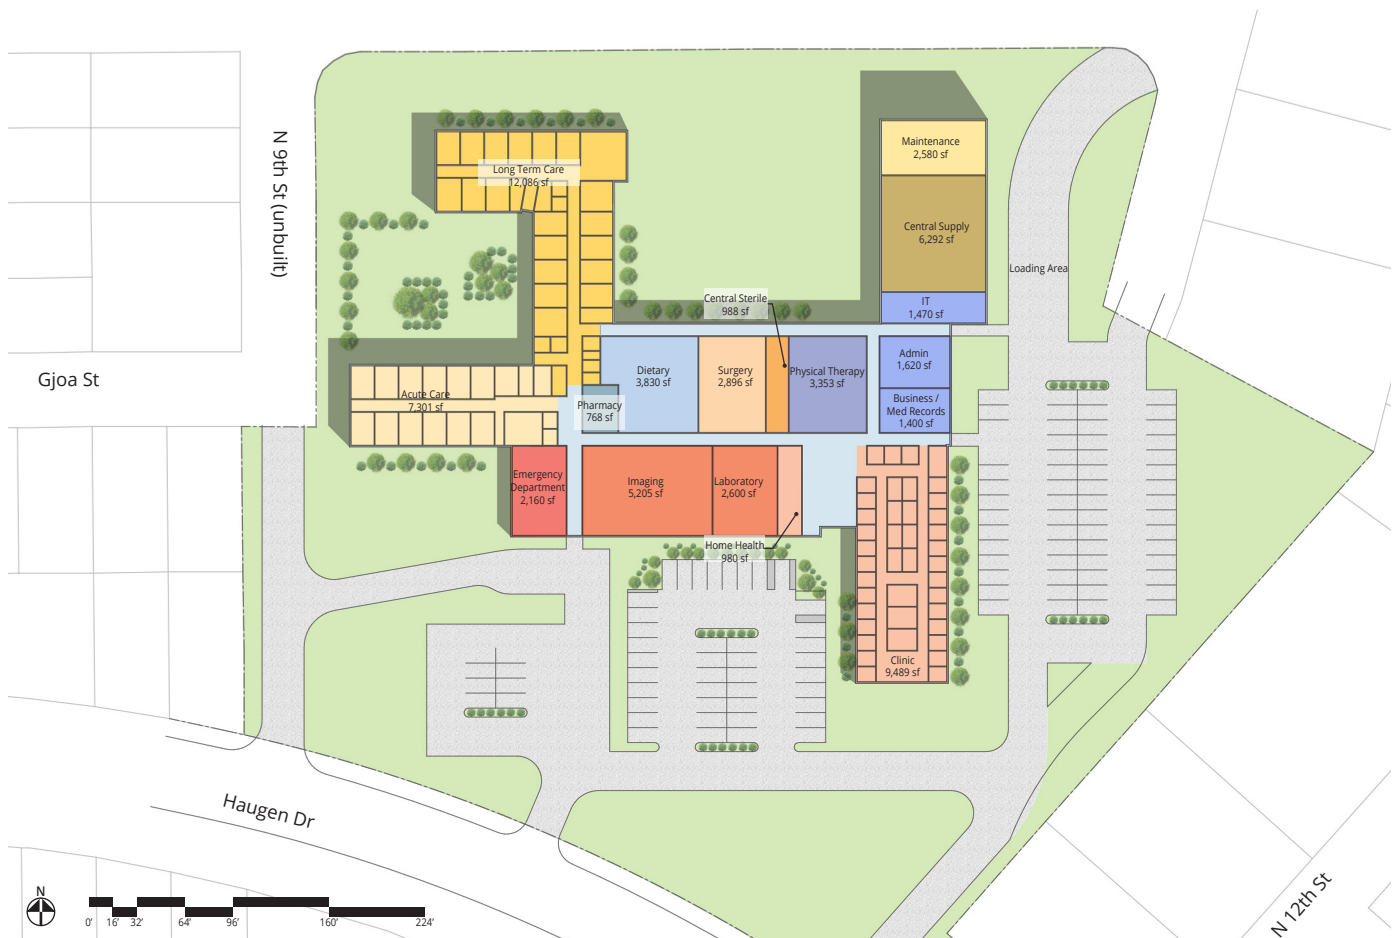 N 9th St (unbuilt)
Long Term Care
12,086 sf
Maintenance
2,580 sf
Central Supply
6,292 sf
Loading Area
IT
1,470 sf
Central Sterile
988 sf
Gjoa St
Acute Care
7,301 sf
Pharmacy
768 sf
Dietary
3,830 sf
Surgery
2,896 sf
Physical Therapy
3,353 sf
Admin
1,620 sf
Business /
Med Records
1,400 sf
Emergency
Department
2,160 sf
Imaging
5,205 sf
Laboratory
2,600 sf
Home Health
980 sf
Clinic
9,489 sf
Haugen Dr
N 12th St
N
0' 16' 32' 64' 96' 160' 224'